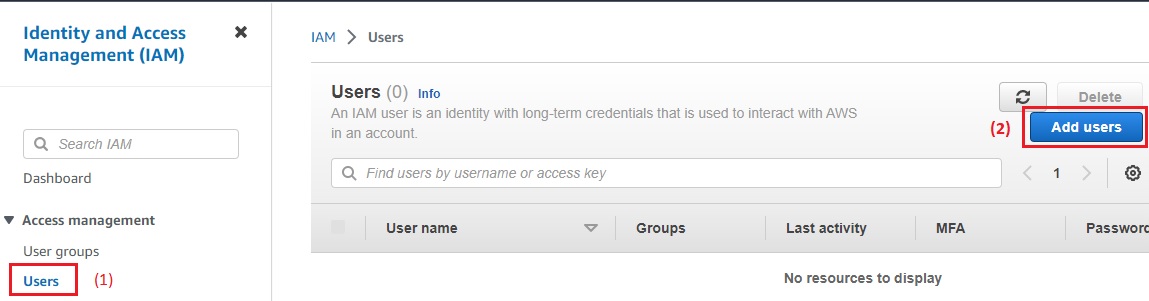 Identity and Access
Management (IAM)
Search IAM
Dashboard
Access management
User groups
Users
(1)
IAM > Users
Users (0) Info
An IAM user is an identity with long-term credentials that is used to interact with AWS
in an account.
Delete
(2)
Add users
Find users by username or access key
1
User name Groups Last activity MFA Password
No resources to display